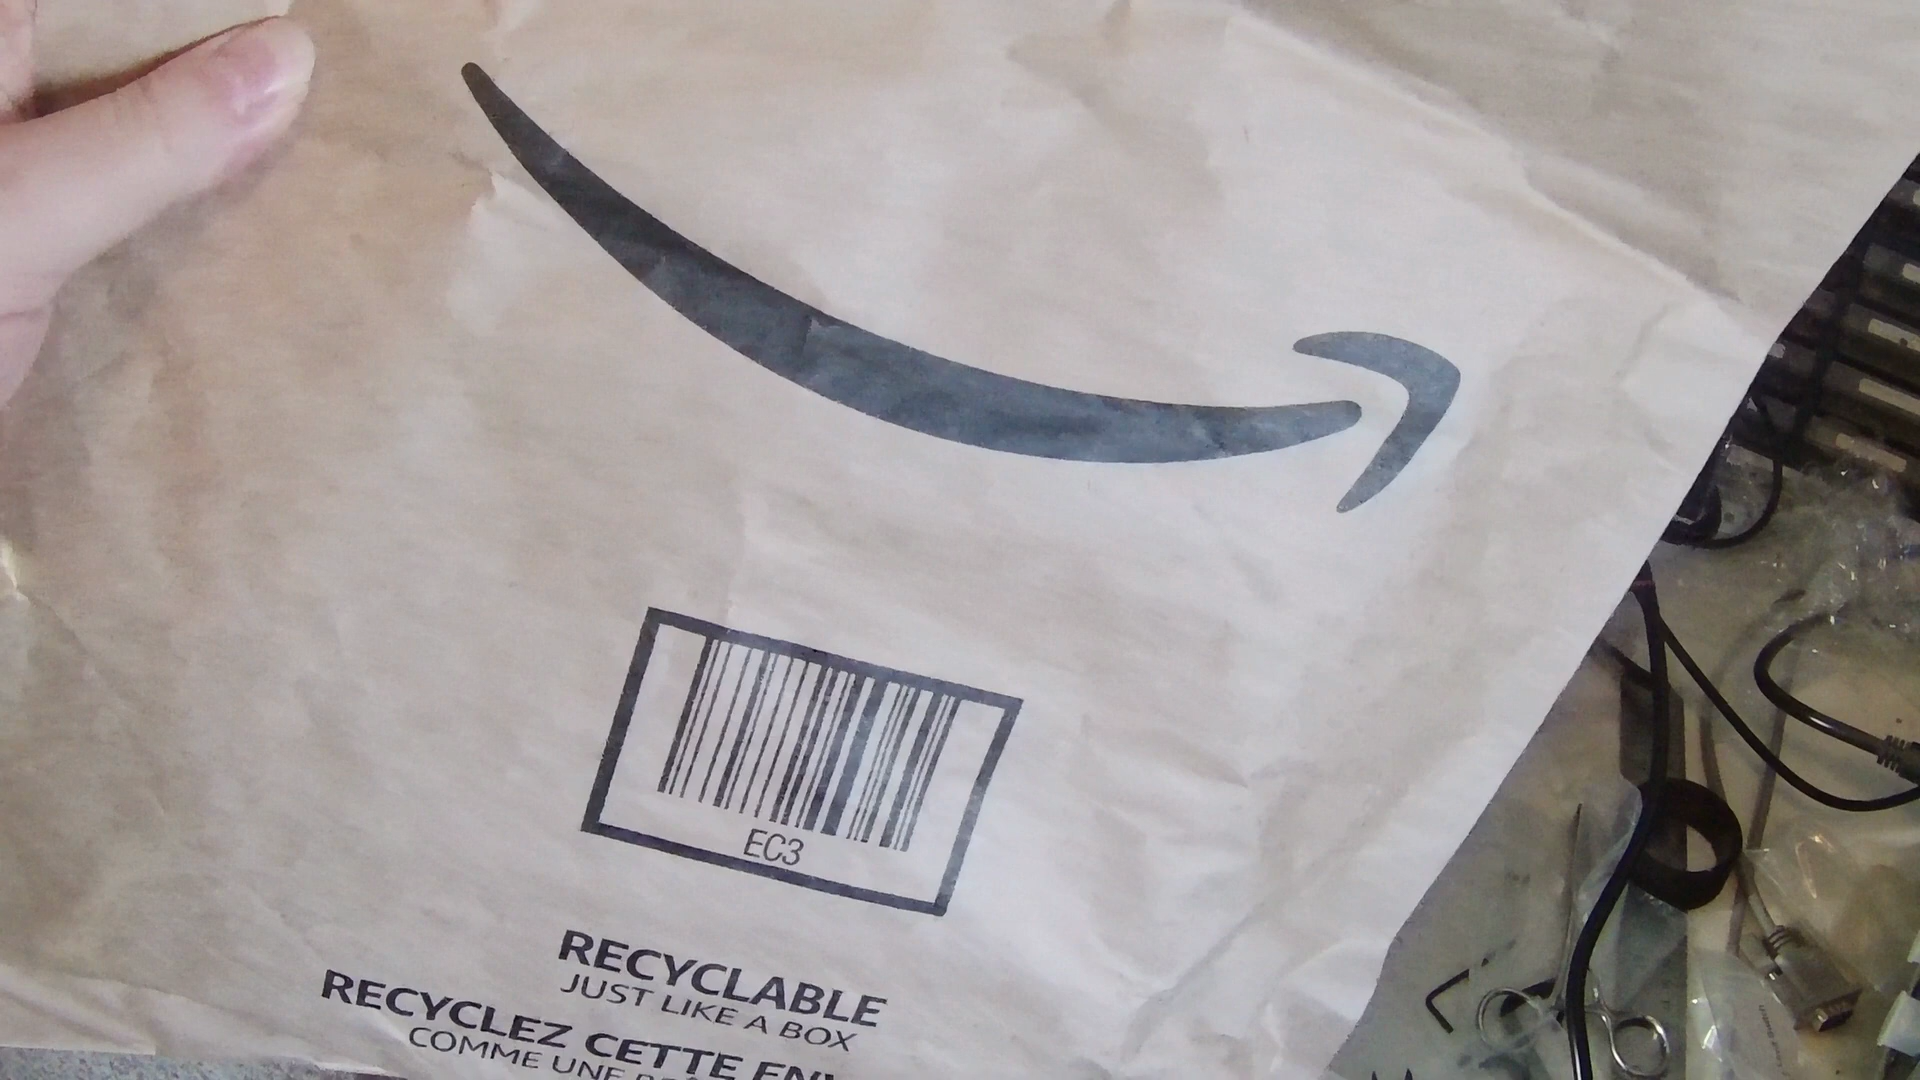 EC3
RECYCLABLE
JUST LIKE A BOX
RECYCLEZ CETTE
COMME UNE